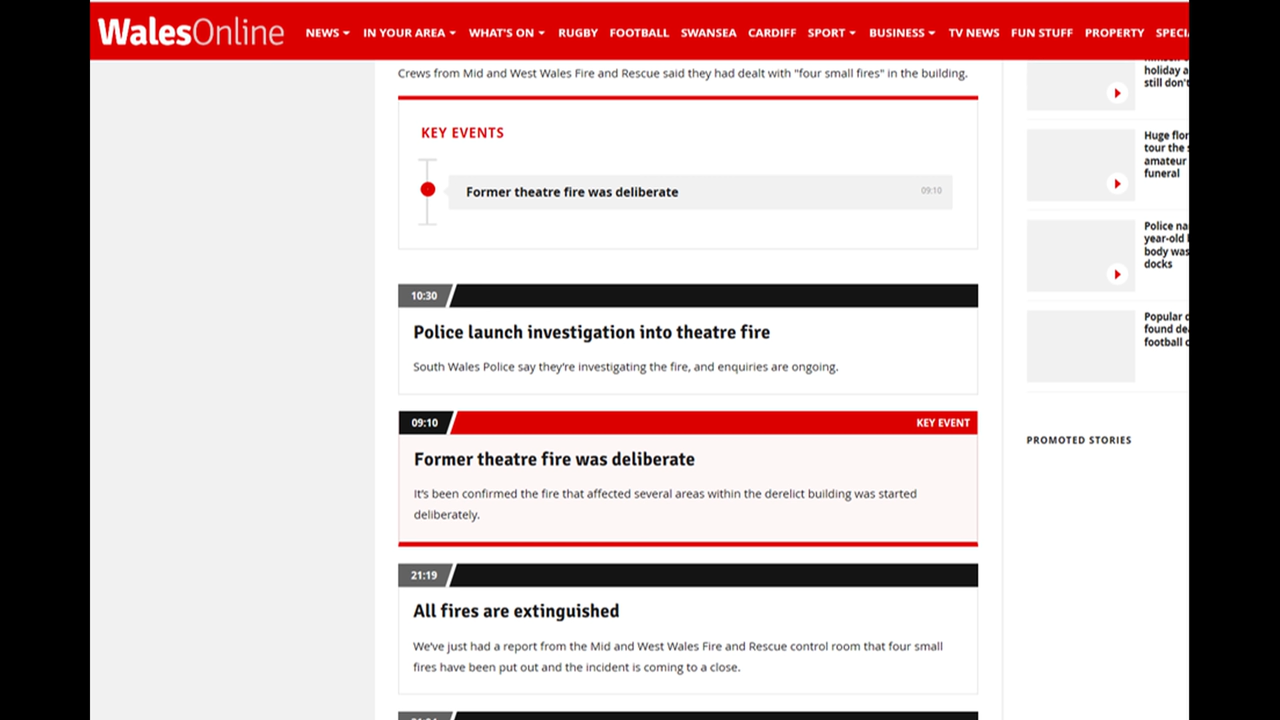 WalesOnline
NEWS IN YOUR AREA WHAT'S ON RUGBY FOOTBALL SWANSEA CARDIFF SPORT BUSINESS TV NEWS FUN STUFF PROPERTY
Crews from Mid and West Wales Fire and Rescue said they had dealt with "four small fires" in the building.
KEY EVENTS
Former theatre fire was deliberate 09:10
10:30
Police launch investigation into theatre fire
South Wales Police say they're investigating the fire, and enquiries are ongoing.
09:10 KEY EVENT
Former theatre fire was deliberate
It's been confirmed the fire that affected several areas within the derelict building was started
deliberately.
21:19
All fires are extinguished
We've just had a report from the Mid and West Wales Fire and Rescue control room that four small
fires have been put out and the incident is coming to a close.
holiday
still don't
Huge
tour the
amateur
funeral
Police
year-old
body was
docks
Popular
found
football
PROMOTED STORIES